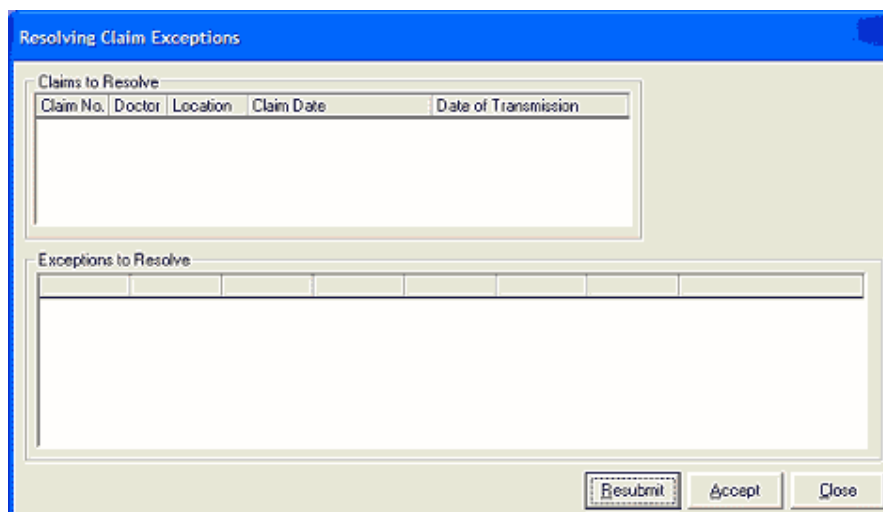 Resolving Claim Exceptions
Claims to Resolve
Claim No. Doctor Location Claim Date Date of Transmission
Exceptions to Resolve
Resubmit Accept Close